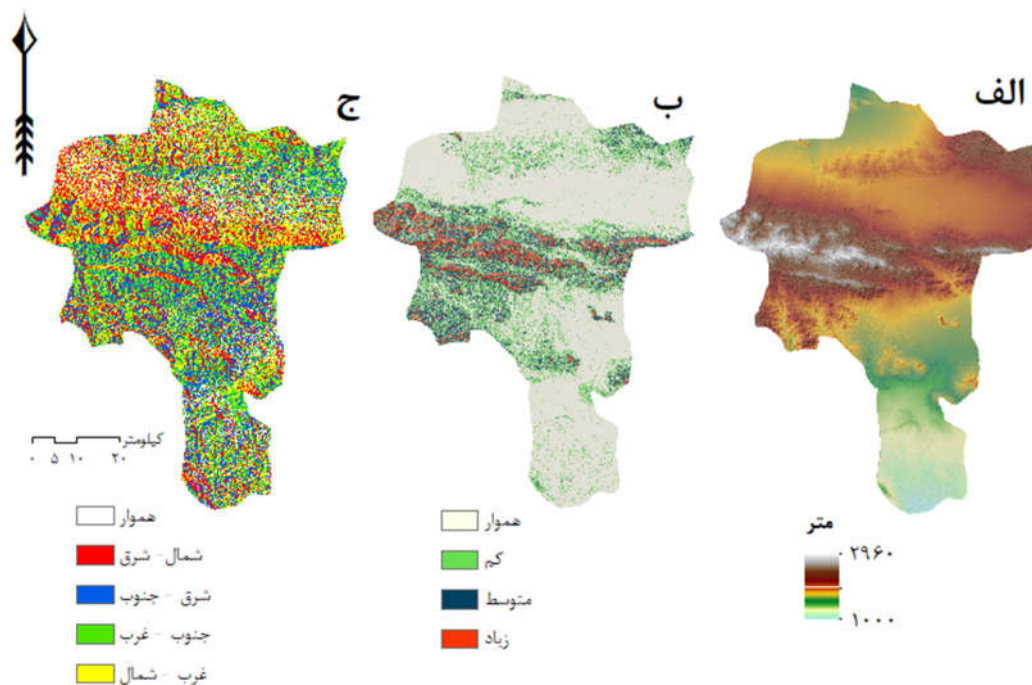 الف
ب
ج
کیلومتر
۰ ۵ ۱۰ ۲۰
متر
۲۹۶۰
۱۰۰۰
هموار
کم
متوسط
زیاد
هموار
شمال - شرق
شرق - جنوب
جنوب - غرب
غرب - شمال